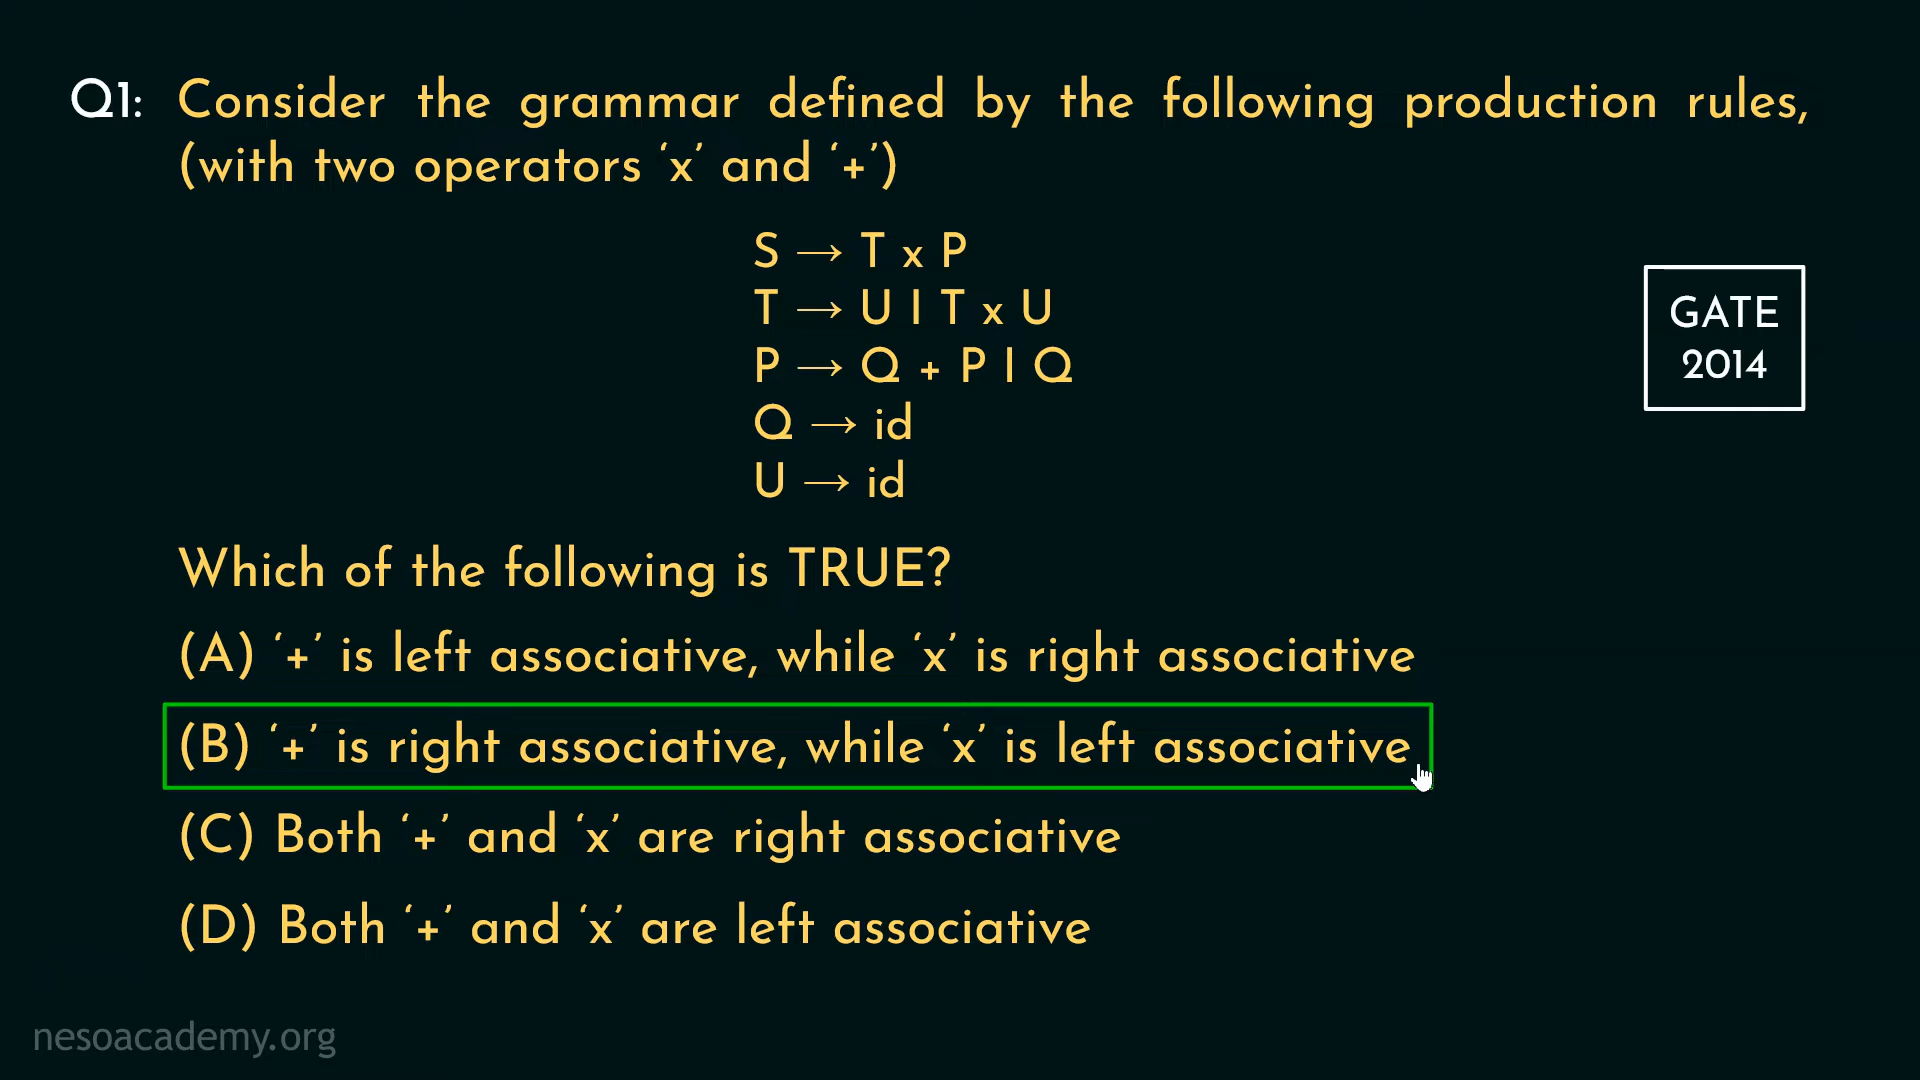 Q1: Consider the grammar defined by the following production rules,
(with two operators ‘x’ and ‘+’)
S → T x P
T → U | T x U
P → Q + P | Q
Q → id
U → id
GATE
2014
Which of the following is TRUE?
(A) ‘+’ is left associative, while ‘x’ is right associative
(B) ‘+’ is right associative, while ‘x’ is left associative
(C) Both ‘+’ and ‘x’ are right associative
(D) Both ‘+’ and ‘x’ are left associative
nesoacademy.org